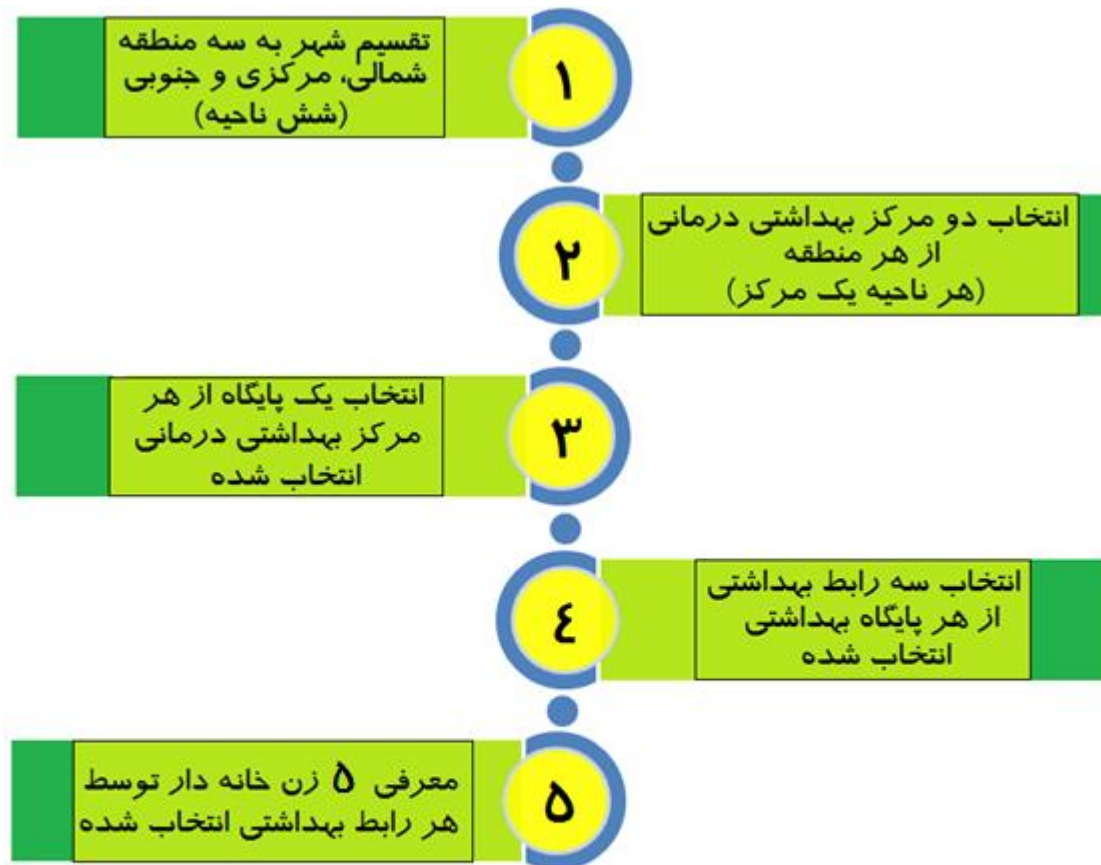 ۱
تقسیم شهر به سه منطقه
شمالی، مرکزی و جنوبی
(شش ناحیه)
۲
انتخاب دو مرکز بهداشتی درمانی
از هر منطقه
(هر ناحیه یک مرکز)
۳
انتخاب یک پایگاه از هر
مرکز بهداشتی درمانی
انتخاب شده
٤
انتخاب سه رابط بهداشتی
از هر پایگاه بهداشتی
انتخاب شده
۵
معرفی ۵ زن خانه دار توسط
هر رابط بهداشتی انتخاب شده